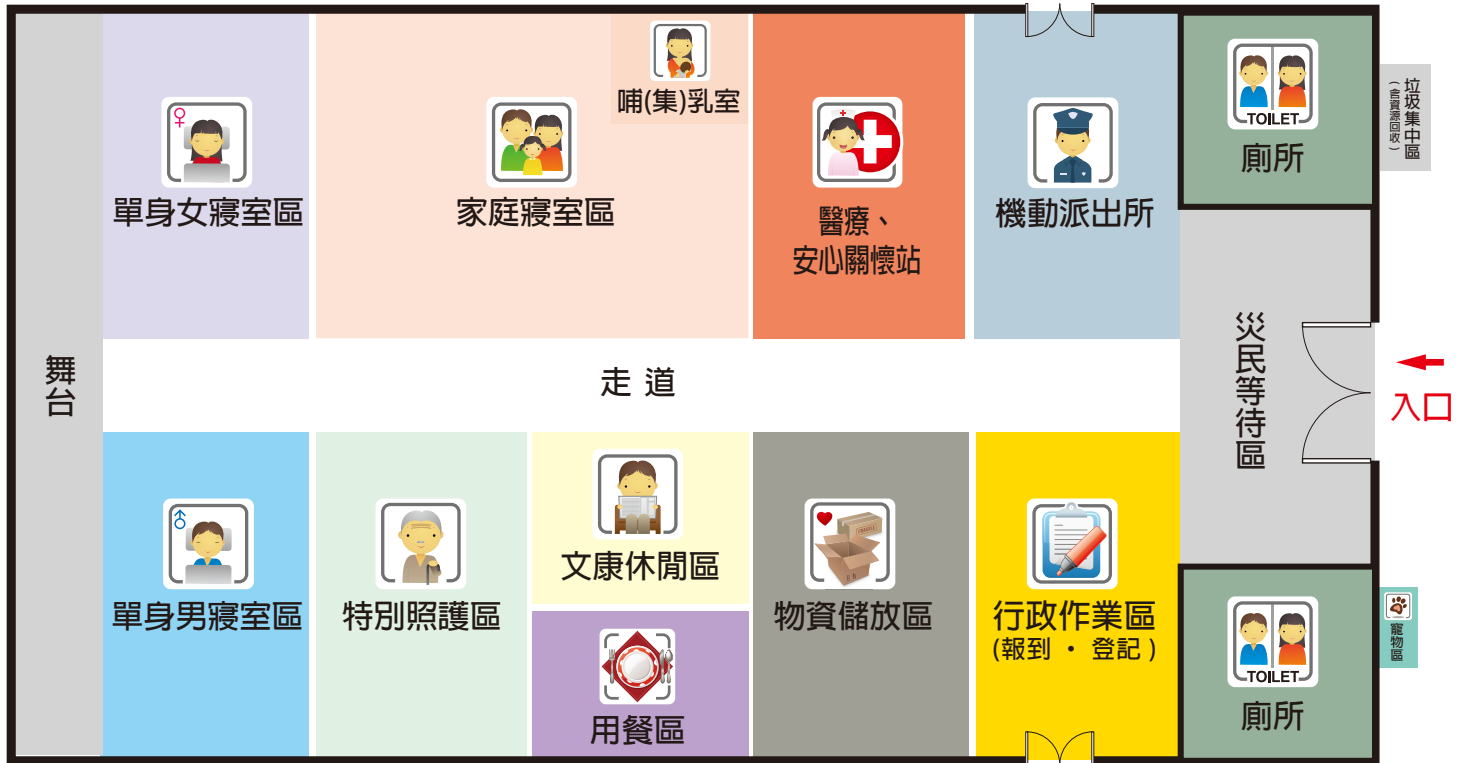 哺(集)乳室
TOILET
廁所
垃圾集中區
(含資源回收)
單身女寢室區
家庭寢室區
醫療、
安心關懷站
機動派出所
舞台
走道
災民等待區
入口
單身男寢室區
特別照護區
文康休閒區
用餐區
物資儲放區
FRAGILE
行政作業區
(報到・登記)
TOILET
廁所
寵物區